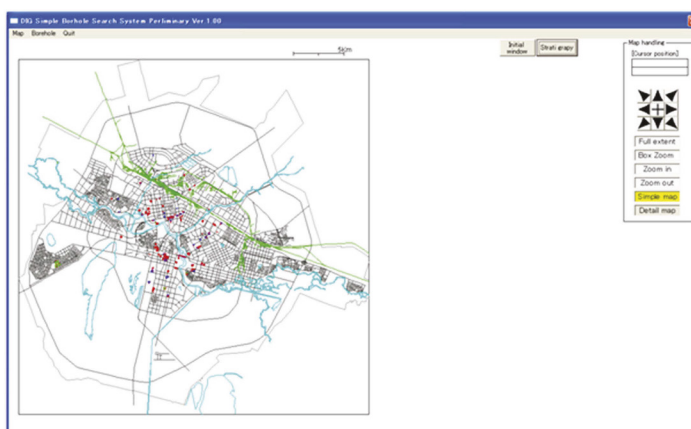 DIG Simple Borehole Search System Perliminary Ver.1.00
Map Borehole Quit
5Km
Initial window
Strati grapy
Map handling
[Cursor position]
Full extent
Box Zoom
Zoom in
Zoom out
Simple map
Detail map